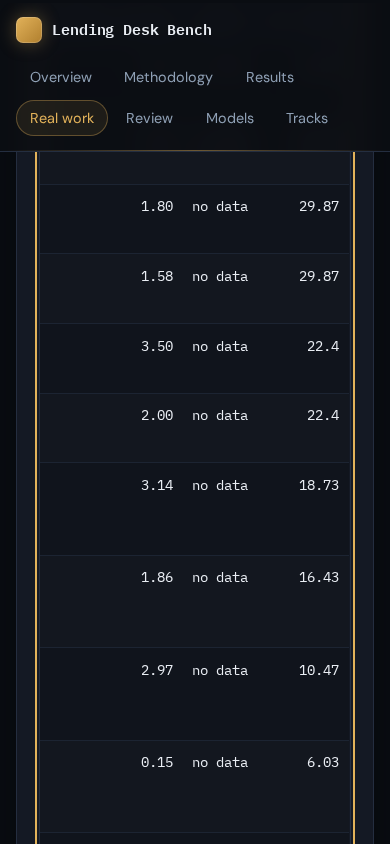 Lending Desk Bench
Overview Methodology Results
Real work Review Models Tracks
1.80 no data 29.87
1.58 no data 29.87
3.50 no data 22.4
2.00 no data 22.4
3.14 no data 18.73
1.86 no data 16.43
2.97 no data 10.47
0.15 no data 6.03